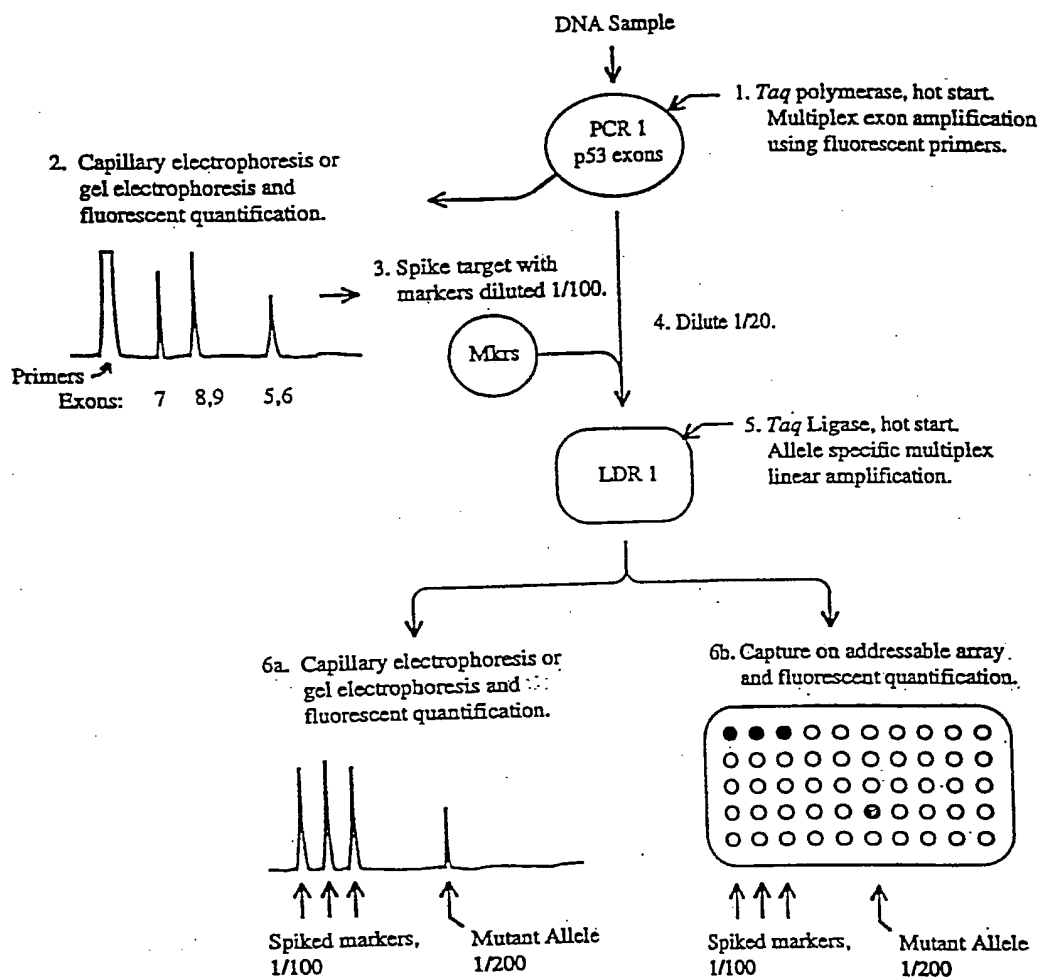 DNA Sample
PCR 1
p53 exons
1. Taq polymerase, hot start.
Multiplex exon amplification
using fluorescent primers.
2. Capillary electrophoresis or
gel electrophoresis and
fluorescent quantification.
Primers
Exons: 7 8,9 5,6
3. Spike target with
markers diluted 1/100.
Mkrs
4. Dilute 1/20.
5. Taq Ligase, hot start.
Allele specific multiplex
linear amplification.
LDR 1
6a. Capillary electrophoresis or
gel electrophoresis and
fluorescent quantification.
Spiked markers,
1/100
Mutant Allele
1/200
6b. Capture on addressable array
and fluorescent quantification.
Spiked markers,
1/100
Mutant Allele
1/200